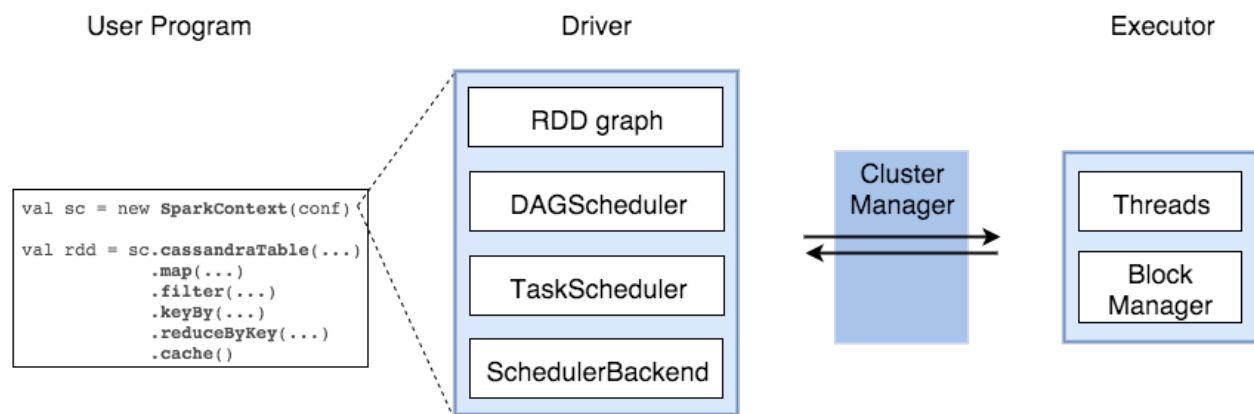 User Program
val sc = new SparkContext(conf)
val rdd = sc.cassandraTable(...)
.map(...)
.filter(...)
.keyBy(...)
.reduceByKey(...)
.cache()
Driver
RDD graph
DAGScheduler
TaskScheduler
SchedulerBackend
Cluster
Manager
Executor
Threads
Block
Manager